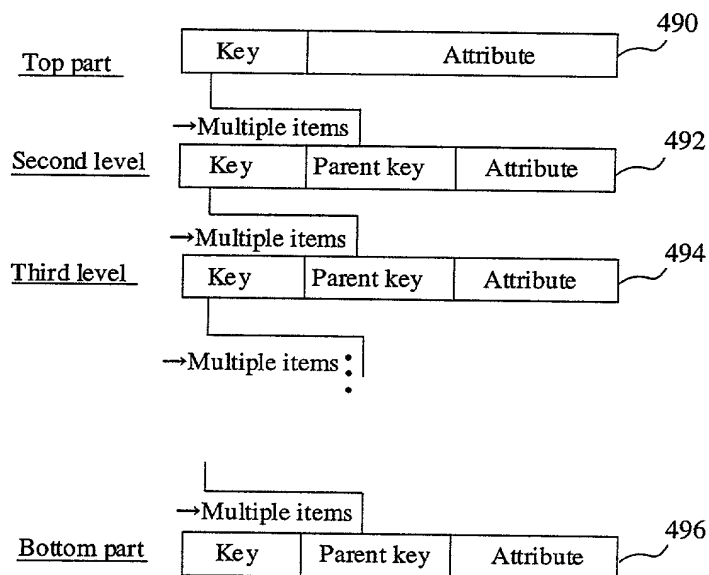 490
Top part Key Attribute
→Multiple items
492
Second level Key Parent key Attribute
→Multiple items
494
Third level Key Parent key Attribute
→Multiple items
→Multiple items
496
Bottom part Key Parent key Attribute